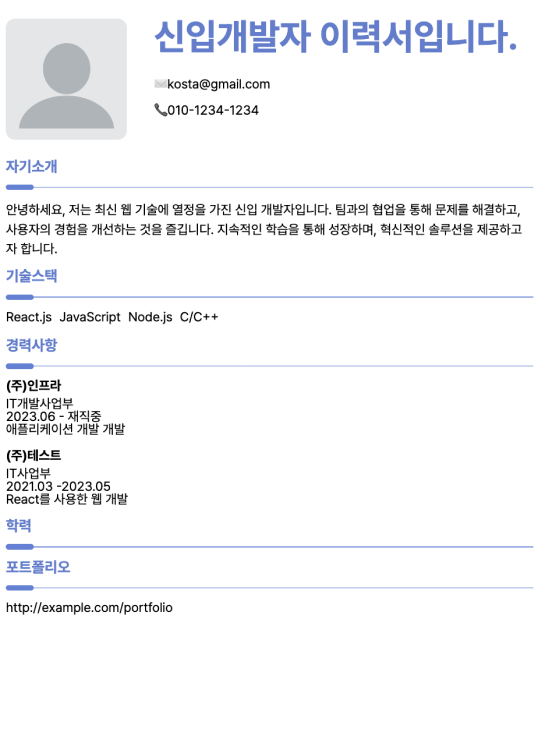 신입개발자 이력서입니다.
✉️kosta@gmail.com
📞010-1234-1234
자기소개
안녕하세요, 저는 최신 웹 기술에 열정을 가진 신입 개발자입니다. 팀과의 협업을 통해 문제를 해결하고,
사용자의 경험을 개선하는 것을 즐깁니다. 지속적인 학습을 통해 성장하며, 혁신적인 솔루션을 제공하고
자 합니다.
기술스택
React.js JavaScript Node.js C/C++
경력사항
(주)인프라
IT개발사업부
2023.06 - 재직중
애플리케이션 개발 개발
(주)테스트
IT사업부
2021.03 -2023.05
React를 사용한 웹 개발
학력
포트폴리오
http://example.com/portfolio